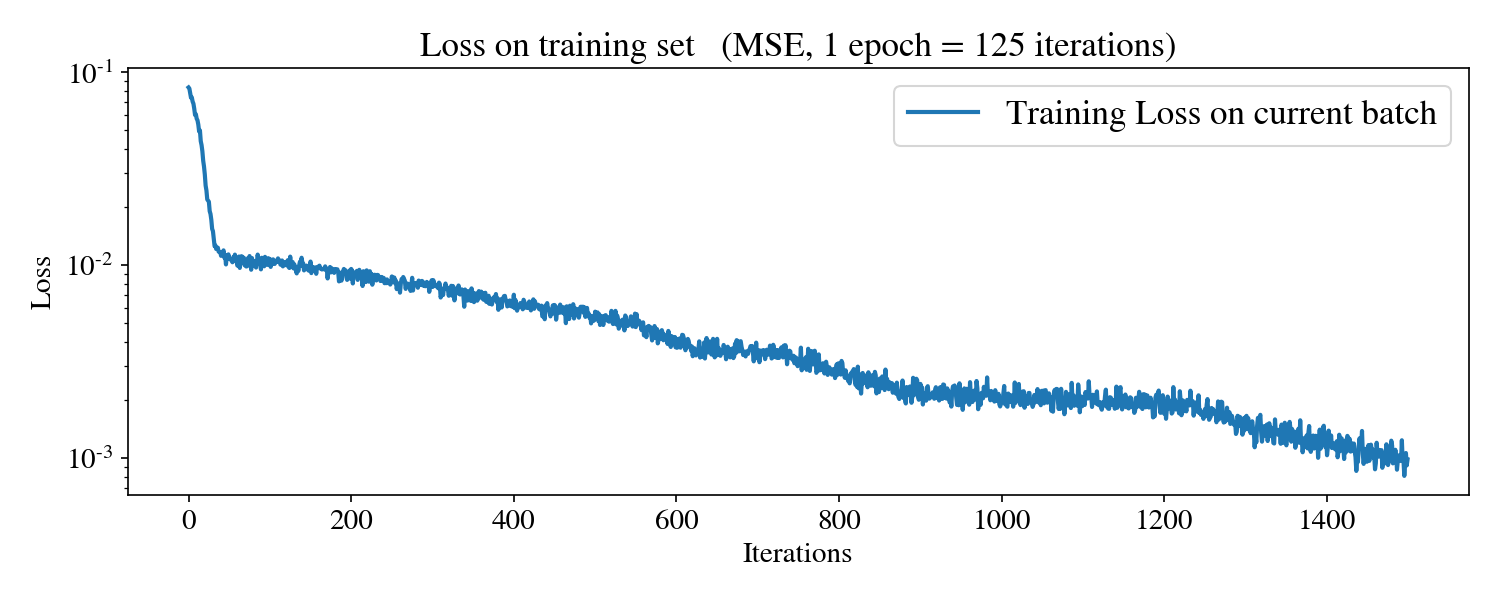 Loss on training set (MSE, 1 epoch = 125 iterations)
10-1
Training Loss on current batch
10-2
Loss
10-3
0 200 400 600 800 1000 1200 1400
Iterations